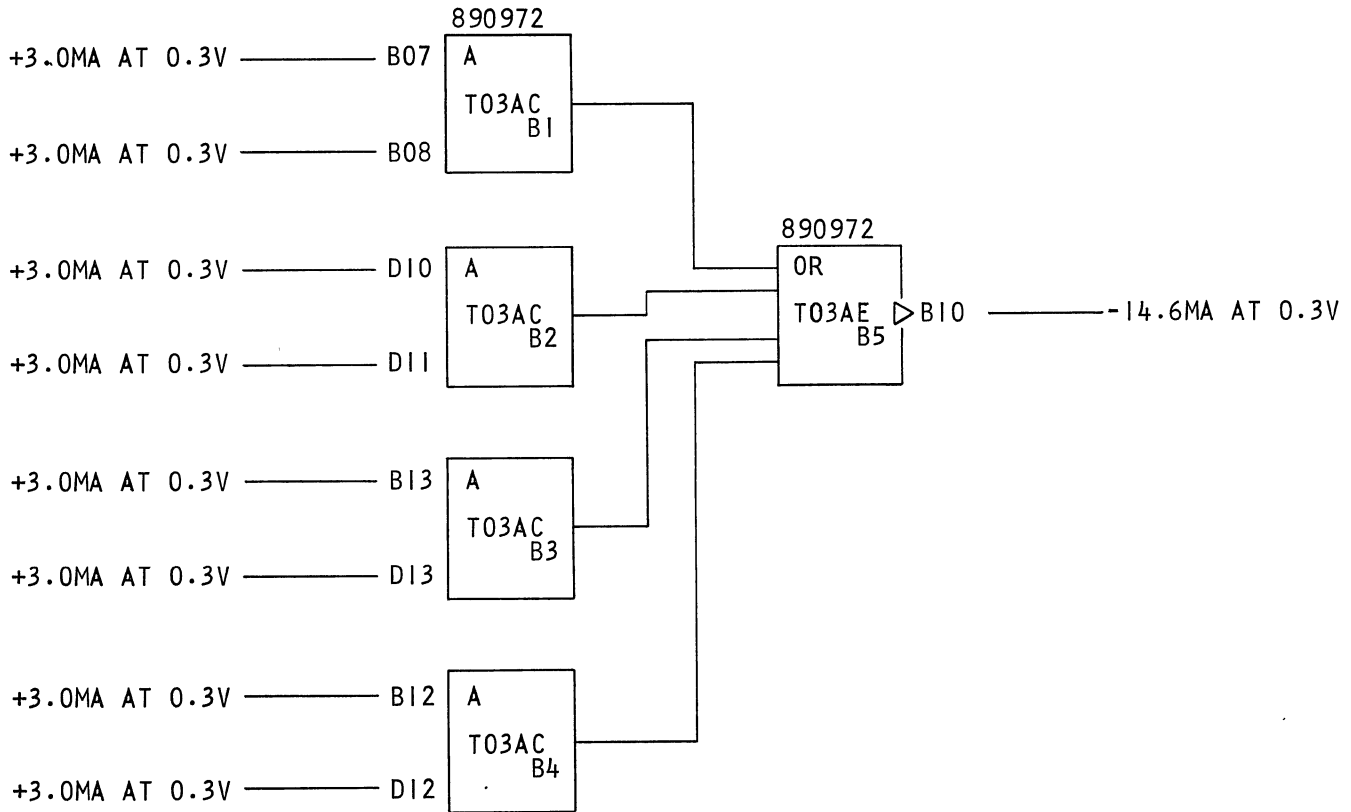 890972
+3.0MA AT 0.3V B07 A
T03AC
B1
+3.0MA AT 0.3V B08
890972
+3.0MA AT 0.3V D10 A OR
T03AC T03AE B10 -14.6MA AT 0.3V
B2 B5
+3.0MA AT 0.3V D11
+3.0MA AT 0.3V B13 A
T03AC
B3
+3.0MA AT 0.3V D13
+3.0MA AT 0.3V B12 A
T03AC
B4
+3.0MA AT 0.3V D12